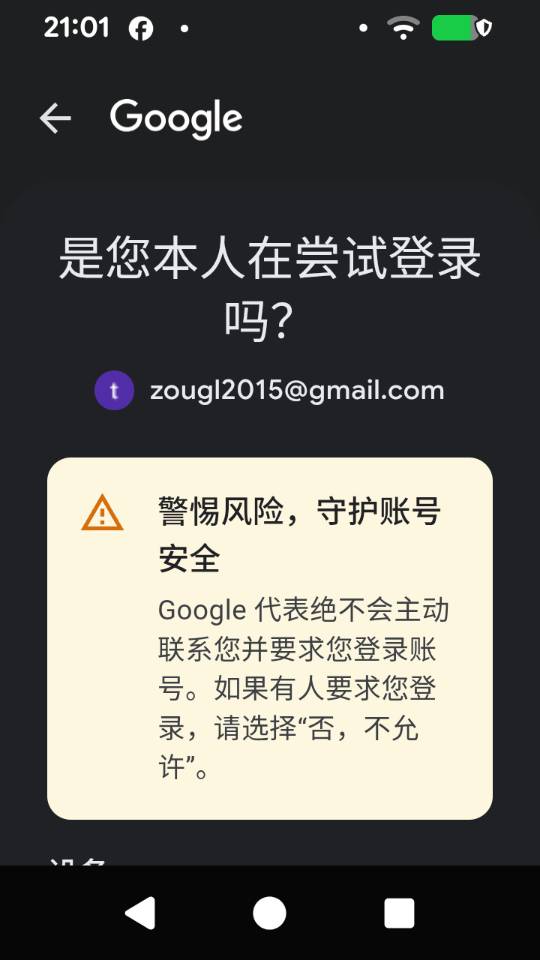 21:01
Google
是您本人在尝试登录
吗？
t zougl2015@gmail.com
警惕风险，守护账号
安全
Google 代表绝不会主动
联系您并要求您登录账
号。如果有人要求您登
录，请选择“否，不允
许”。